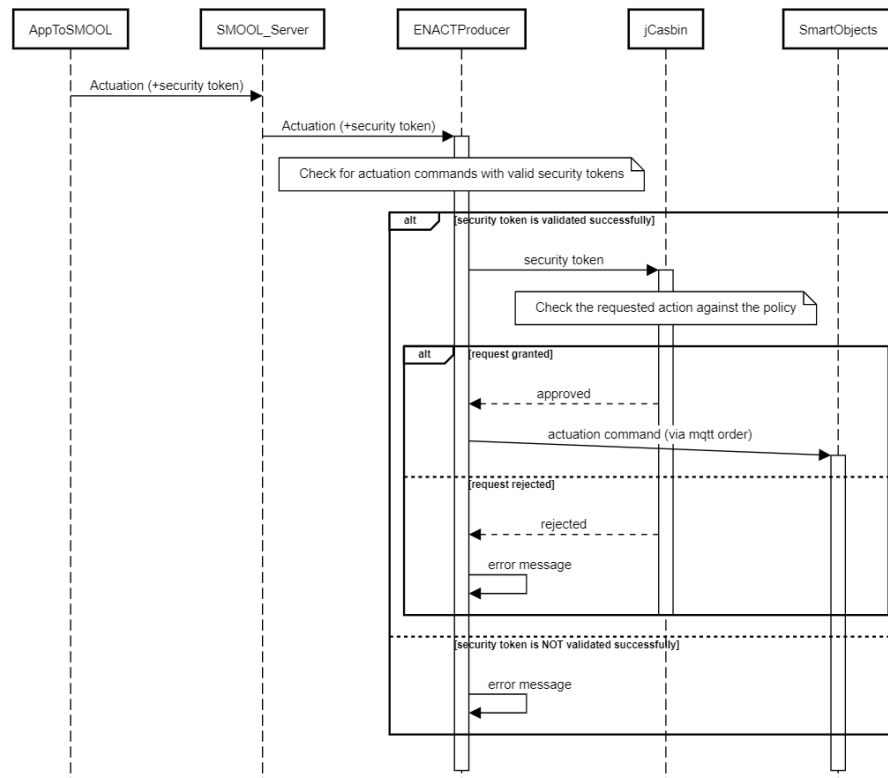 AppToSMOOL
SMOOL_Server
ENACTProducer
jCasbin
SmartObjects
Actuation (+security token)
Actuation (+security token)
Check for actuation commands with valid security tokens
alt
[security token is validated successfully]
security token
Check the requested action against the policy
alt
[request granted]
approved
actuation command (via mqtt order)
[request rejected]
rejected
error message
[security token is NOT validated successfully]
error message